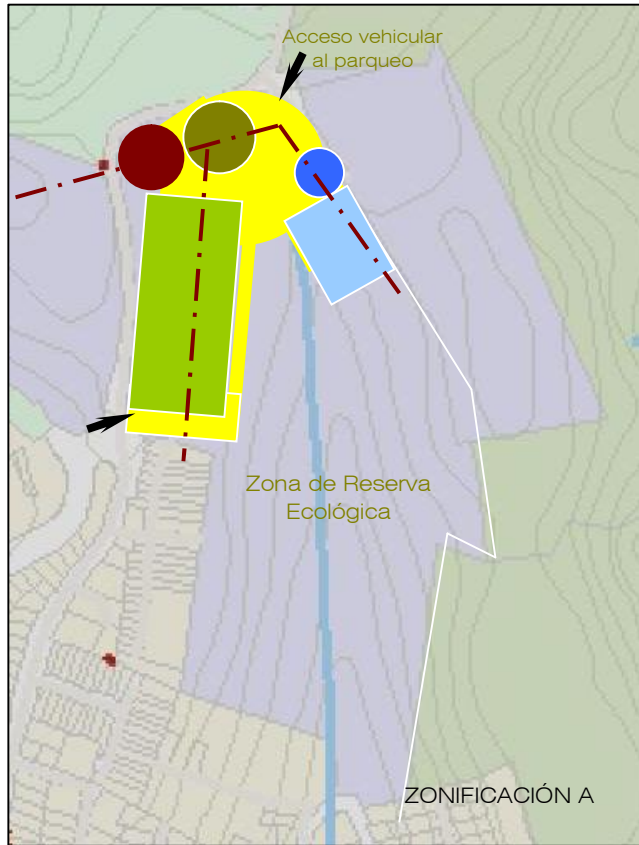 Acceso vehicular
al parqueo
Zona de Reserva
Ecológica
ZONIFICACIÓN A